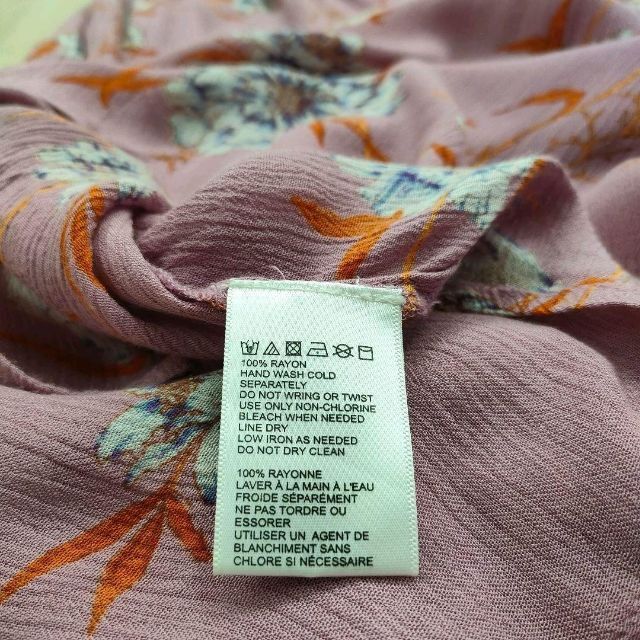 100% RAYON
HAND WASH COLD
SEPARATELY
DO NOT WRING OR TWIST
USE ONLY NON-CHLORINE
BLEACH WHEN NEEDED
LINE DRY
LOW IRON AS NEEDED
DO NOT DRY CLEAN
100% RAYONNE
LAVER À LA MAIN À L'EAU
FROIDE SÉPARÉMENT
NE PAS TORDRE OU
ESSORER
UTILISER UN AGENT DE
BLANCHIMENT SANS
CHLORE SI NÉCESSAIRE